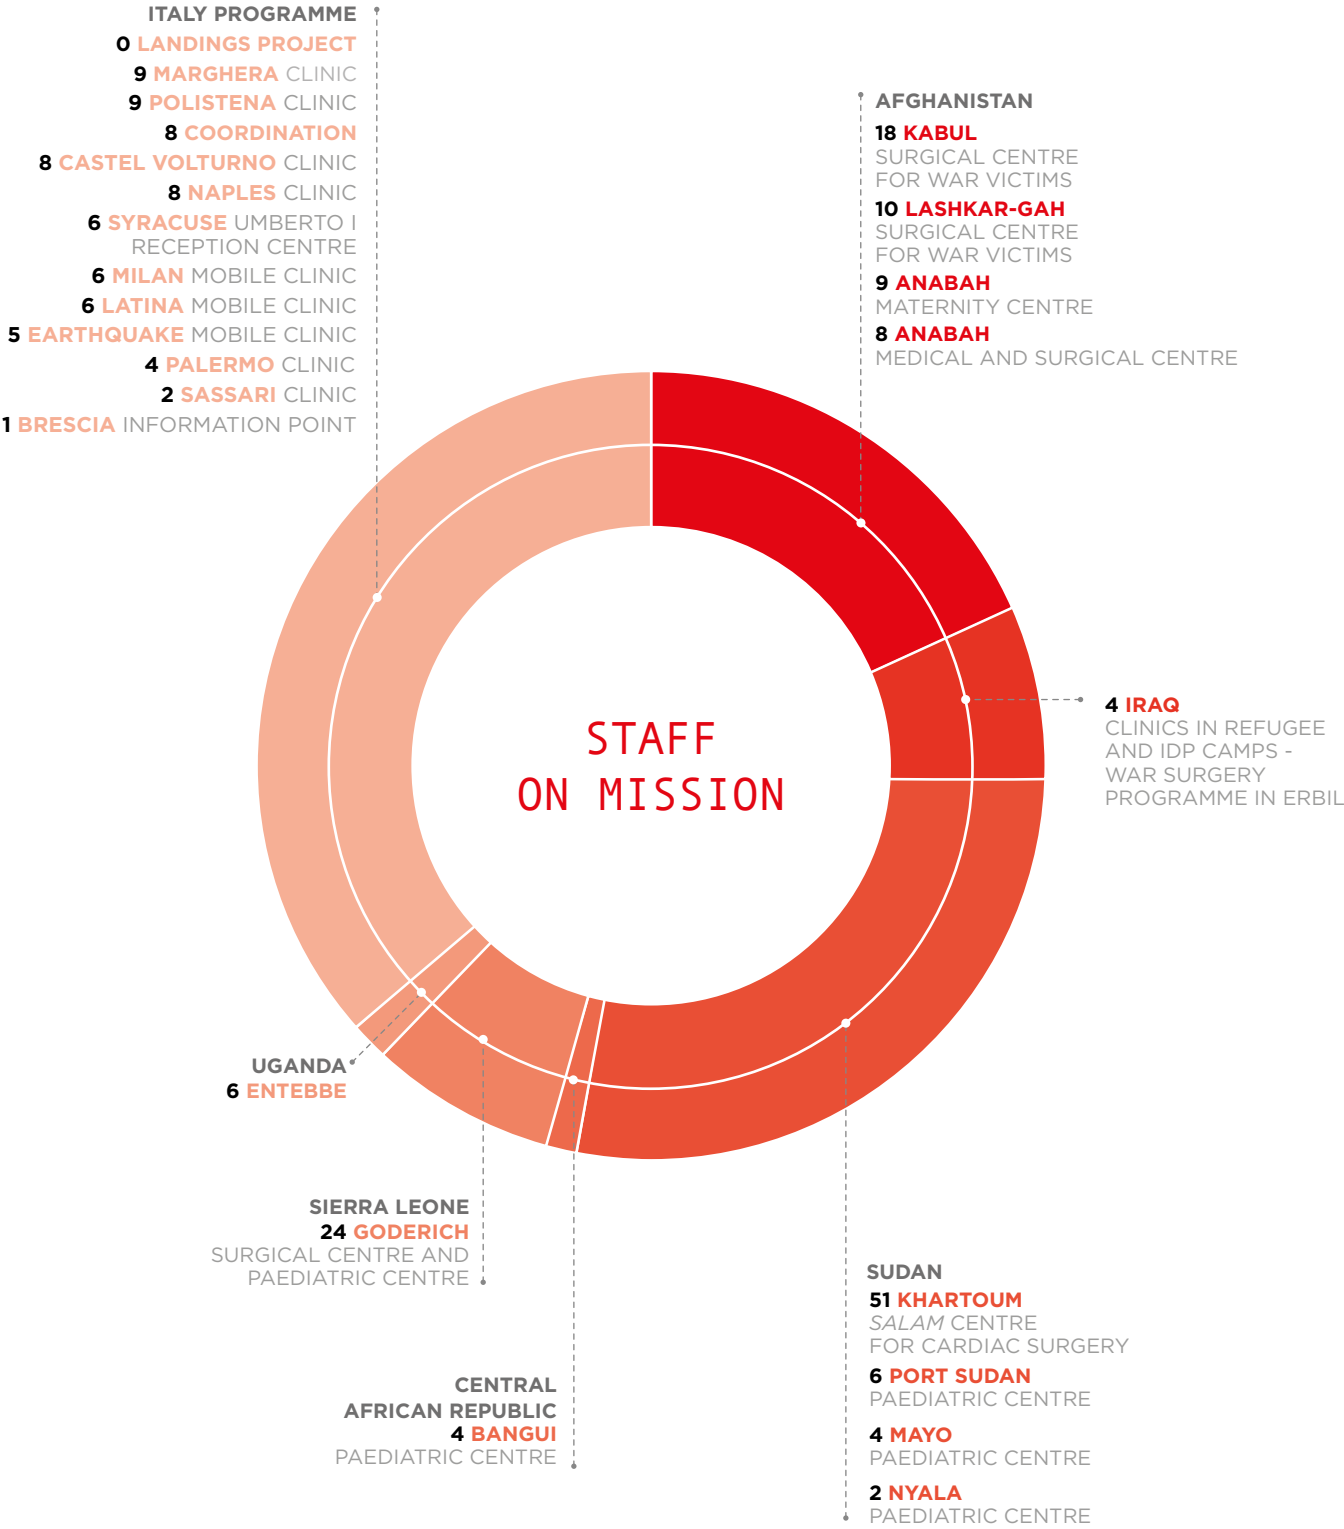 ITALY PROGRAMME
0 LANDINGS PROJECT
9 MARGHERA CLINIC
9 POLISTENA CLINIC
8 COORDINATION
8 CASTEL VOLTURNO CLINIC
8 NAPLES CLINIC
6 SYRACUSE UMBERTO I
RECEPTION CENTRE
6 MILAN MOBILE CLINIC
6 LATINA MOBILE CLINIC
5 EARTHQUAKE MOBILE CLINIC
4 PALERMO CLINIC
2 SASSARI CLINIC
1 BRESCIA INFORMATION POINT
AFGHANISTAN
18 KABUL
SURGICAL CENTRE
FOR WAR VICTIMS
10 LASHKAR-GAH
SURGICAL CENTRE
FOR WAR VICTIMS
9 ANABAH
MATERNITY CENTRE
8 ANABAH
MEDICAL AND SURGICAL CENTRE
STAFF
ON MISSION
4 IRAQ
CLINICS IN REFUGEE
AND IDP CAMPS -
WAR SURGERY
PROGRAMME IN ERBIL
UGANDA
6 ENTEBBE
SIERRA LEONE
24 GODERICH
SURGICAL CENTRE AND
PAEDIATRIC CENTRE
CENTRAL
AFRICAN REPUBLIC
4 BANGUI
PAEDIATRIC CENTRE
SUDAN
51 KHARTOUM
SALAM CENTRE
FOR CARDIAC SURGERY
6 PORT SUDAN
PAEDIATRIC CENTRE
4 MAYO
PAEDIATRIC CENTRE
2 NYALA
PAEDIATRIC CENTRE